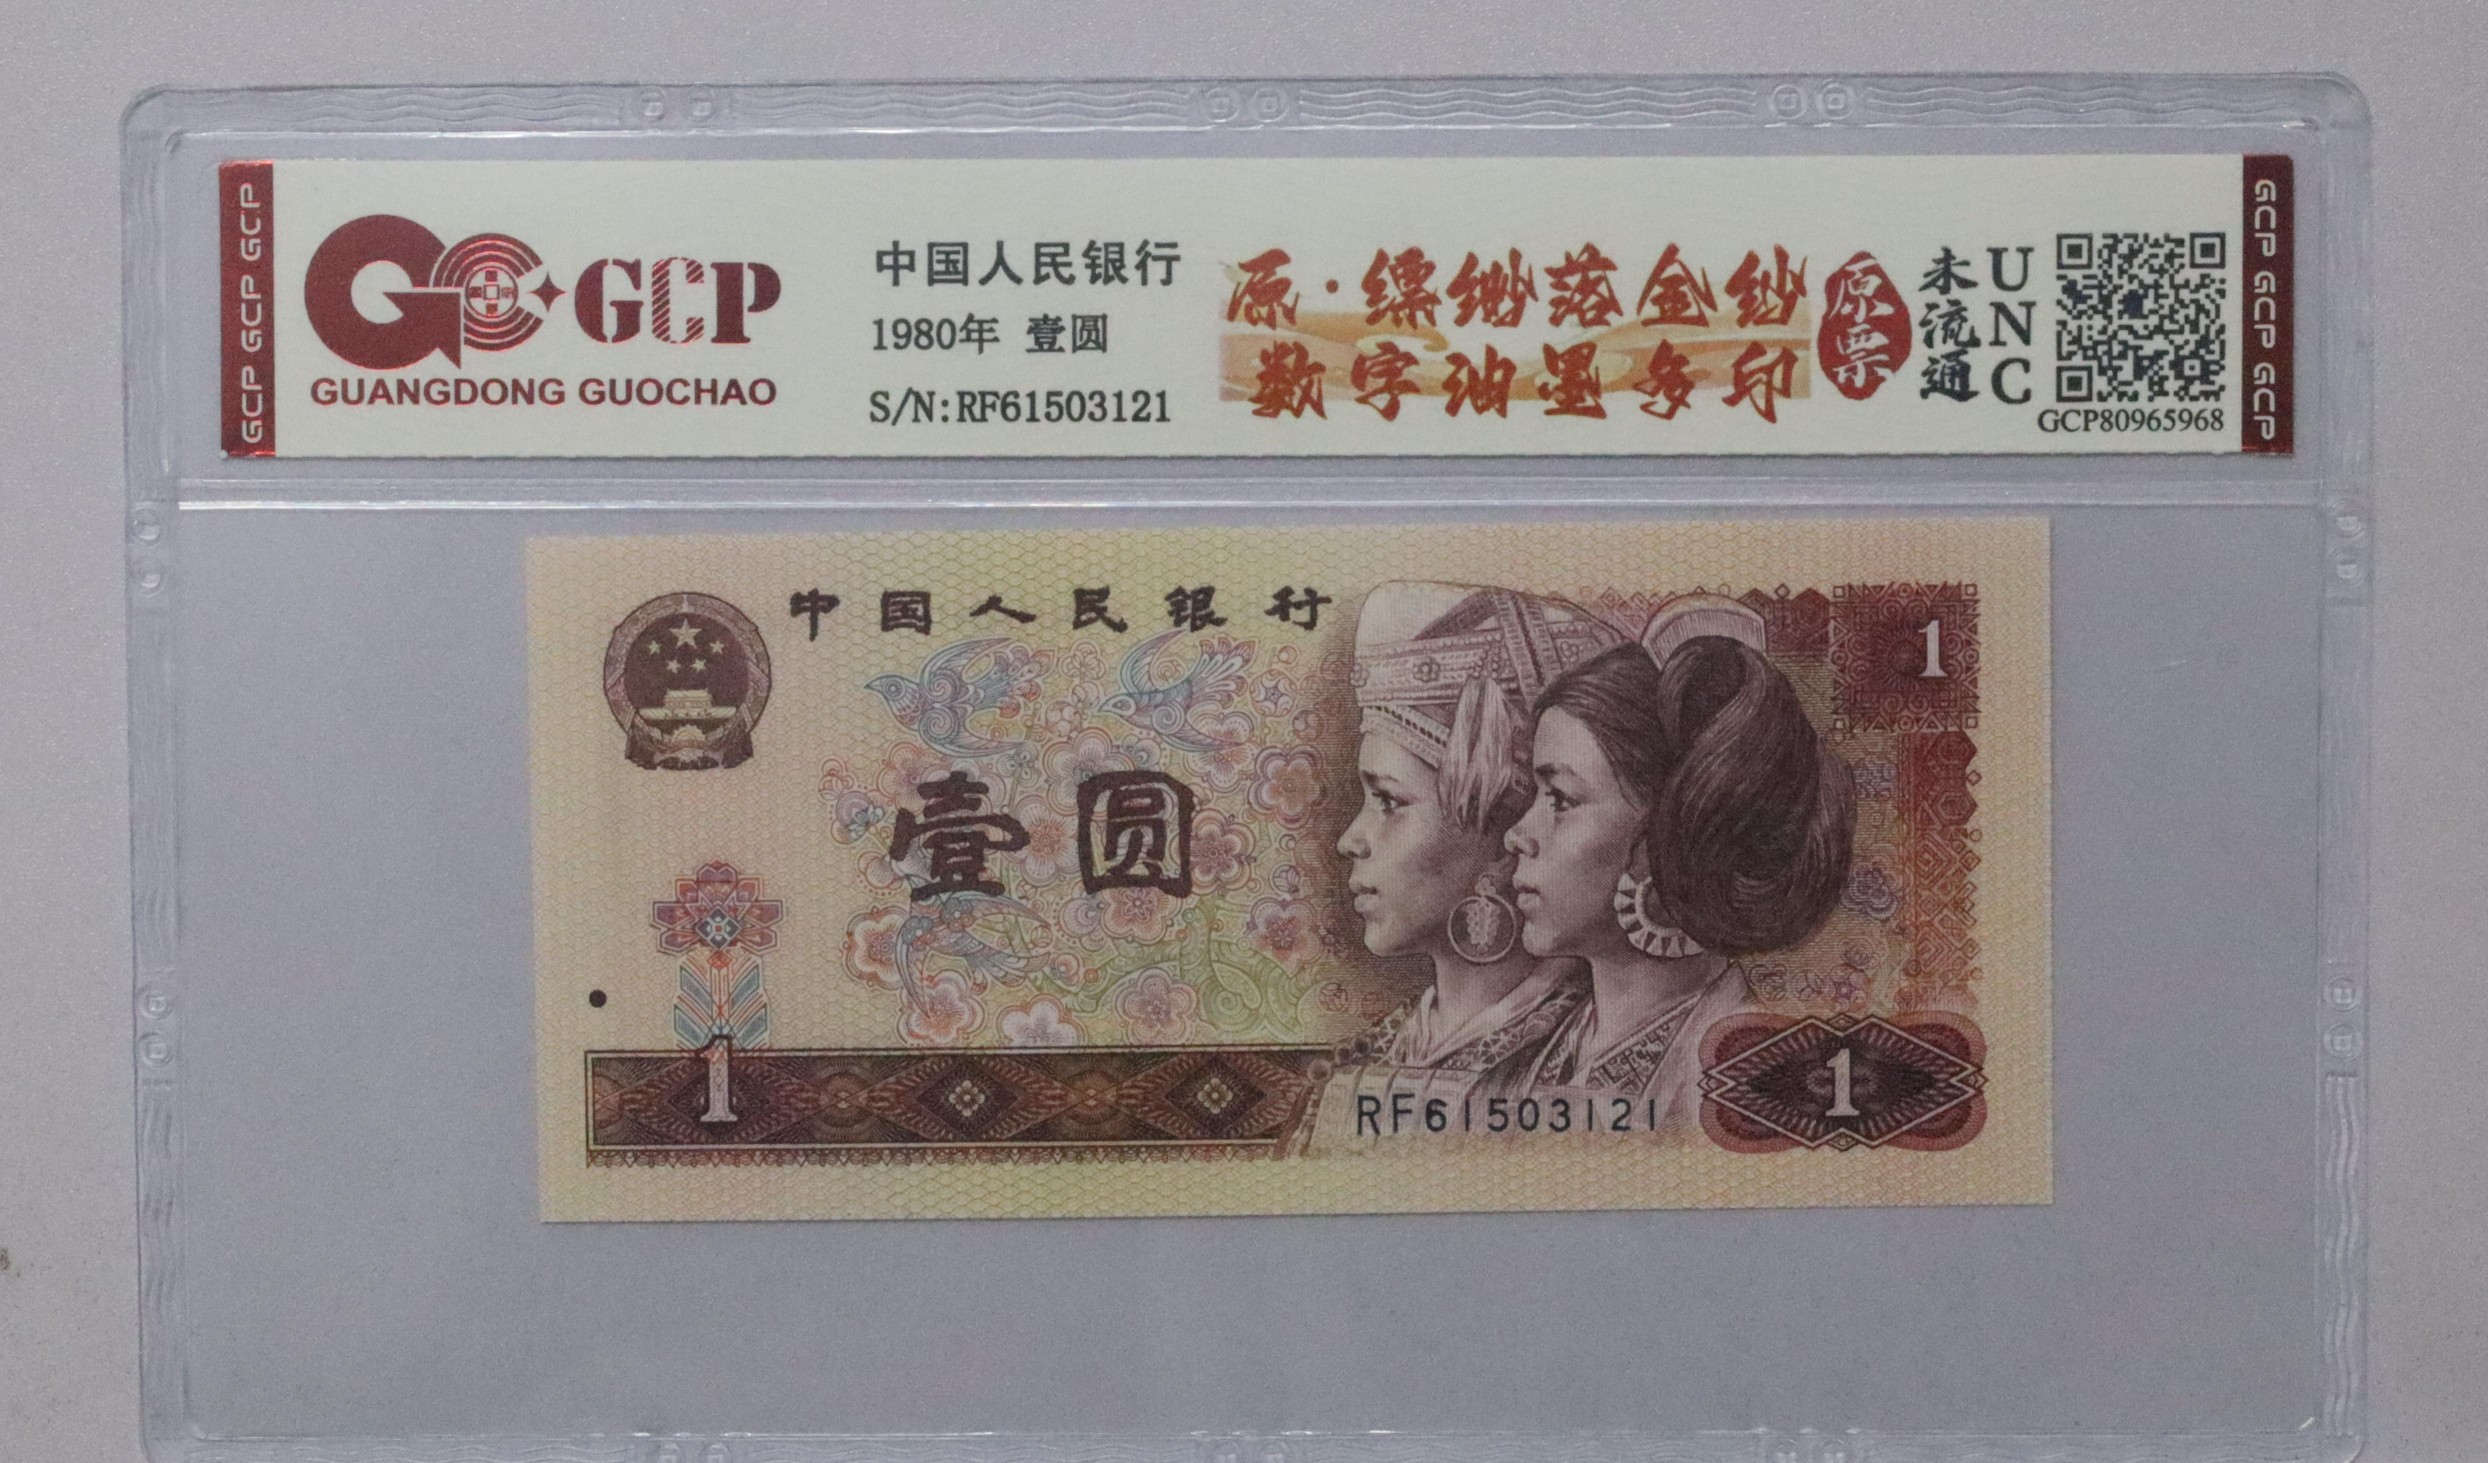 GCP GCP GCP
GCP
GUANGDONG GUOCHAO
中国人民银行
1980年 壹圆
S/N:RF61503121
原·缥缈落金纱
数字油墨多印
原票
未流通
UNC
GCP80965968
GCP GCP GCP
中国人民银行
1
壹圆
1
RF61503121
1